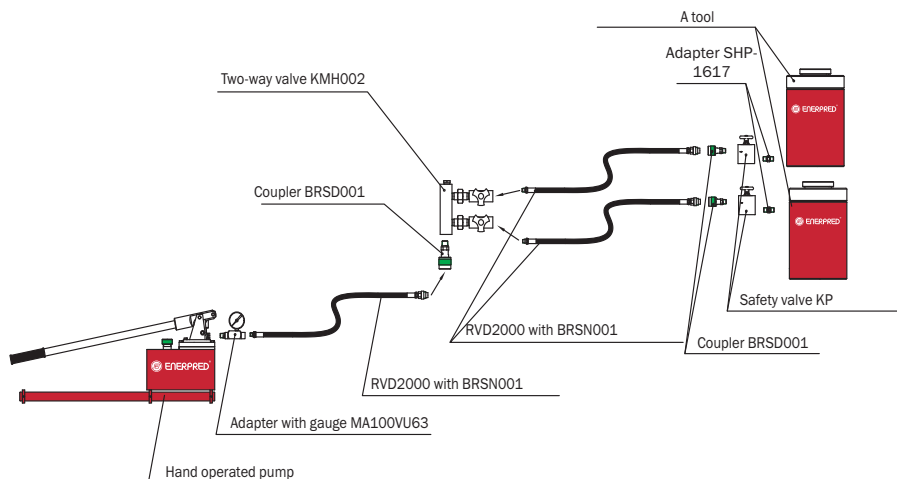 A tool
Adapter SHP-
1617
Two-way valve KMH002
ENERPRED
Coupler BRSD001
ENERPRED
Safety valve KP
RVD2000 with BRSN001
Coupler BRSD001
ENERPRED
RVD2000 with BRSN001
Adapter with gauge MA100VU63
Hand operated pump